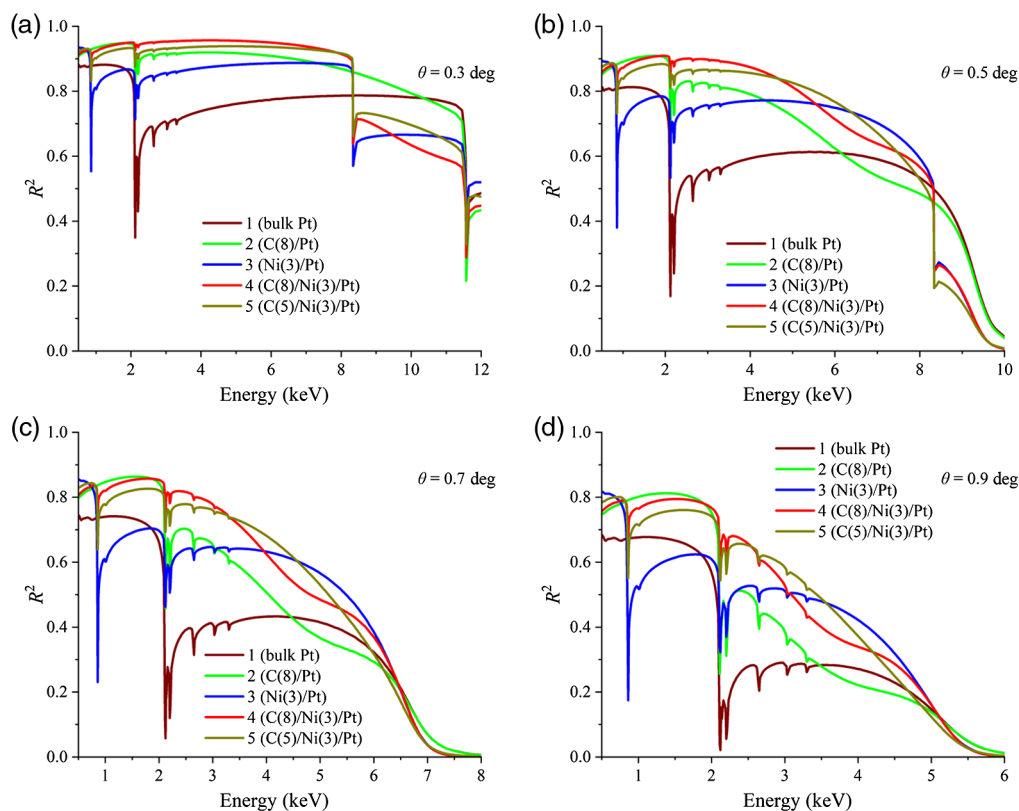 (a)
1.0
0.8
0.6
0.4
0.2
0.0
R²
θ = 0.3 deg
1 (bulk Pt)
2 (C(8)/Pt)
3 (Ni(3)/Pt)
4 (C(8)/Ni(3)/Pt)
5 (C(5)/Ni(3)/Pt)
2 4 6 8 10 12
Energy (keV)
(b)
1.0
0.8
0.6
0.4
0.2
0.0
R²
θ = 0.5 deg
1 (bulk Pt)
2 (C(8)/Pt)
3 (Ni(3)/Pt)
4 (C(8)/Ni(3)/Pt)
5 (C(5)/Ni(3)/Pt)
2 4 6 8 10
Energy (keV)
(c)
1.0
0.8
0.6
0.4
0.2
0.0
R²
θ = 0.7 deg
1 (bulk Pt)
2 (C(8)/Pt)
3 (Ni(3)/Pt)
4 (C(8)/Ni(3)/Pt)
5 (C(5)/Ni(3)/Pt)
1 2 3 4 5 6 7 8
Energy (keV)
(d)
1.0
0.8
0.6
0.4
0.2
0.0
R²
1 (bulk Pt)
2 (C(8)/Pt)
3 (Ni(3)/Pt)
4 (C(8)/Ni(3)/Pt)
5 (C(5)/Ni(3)/Pt)
θ = 0.9 deg
1 2 3 4 5 6
Energy (keV)